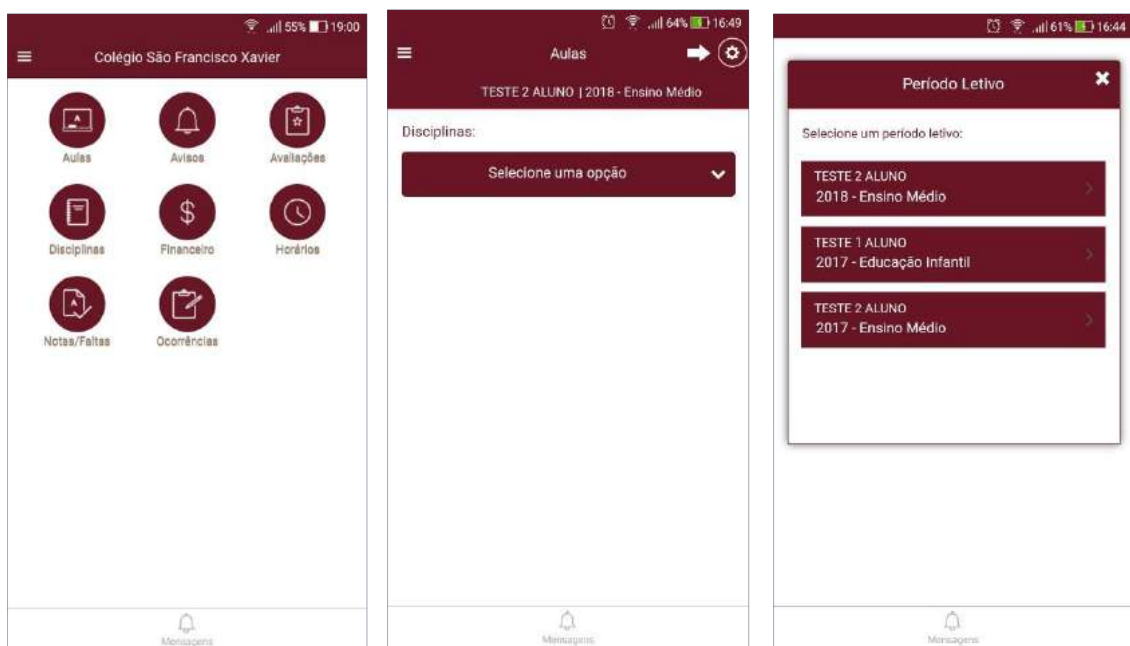 55% 19:00
Colégio São Francisco Xavier
Aulas
Avisos
Avaliações
Disciplinas
Financeiro
Horários
Notas/Faltas
Ocorrências
Mensagens
64% 16:49
Aulas
TESTE 2 ALUNO | 2018 - Ensino Médio
Disciplinas:
Selecione uma opção
Mensagens
61% 16:44
Período Letivo
Selecione um período letivo:
TESTE 2 ALUNO
2018 - Ensino Médio
TESTE 1 ALUNO
2017 - Educação Infantil
TESTE 2 ALUNO
2017 - Ensino Médio
Mensagens